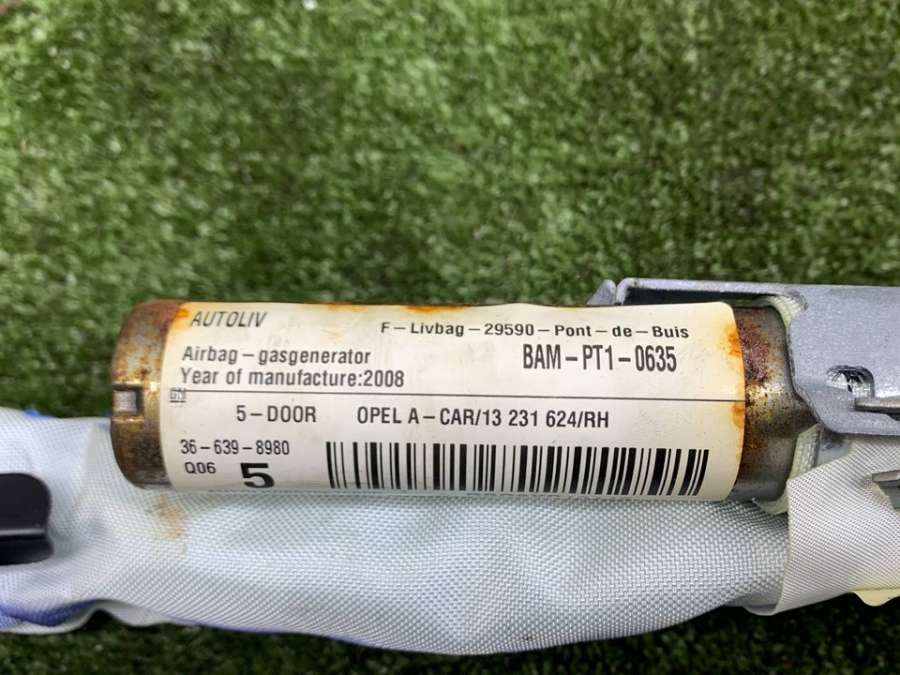 AUTOLIV
F-Livbag-29590-Pont-de-Buis
Airbag-gasgenerator
BAM-PT1-0635
Year of manufacture:2008
GM
5-DOOR OPEL A-CAR/13 231 624/RH
36-639-8980
Q06 5